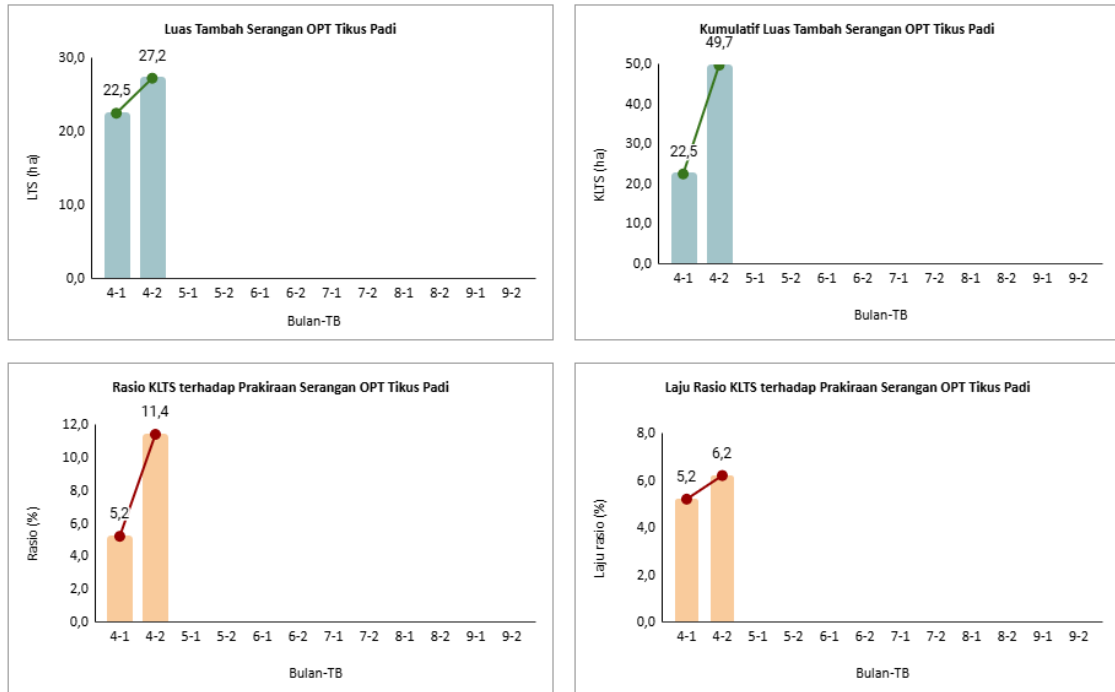 Luas Tambah Serangan OPT Tikus Padi
30,0
20,0
10,0
0,0
LTS (ha)
22,5
27,2
4-1 4-2 5-1 5-2 6-1 6-2 7-1 7-2 8-1 8-2 9-1 9-2
Bulan-TB
Kumulatif Luas Tambah Serangan OPT Tikus Padi
50,0
40,0
30,0
20,0
10,0
0,0
KLTS (ha)
22,5
49,7
4-1 4-2 5-1 5-2 6-1 6-2 7-1 7-2 8-1 8-2 9-1 9-2
Bulan-TB
Rasio KLTS terhadap Prakiraan Serangan OPT Tikus Padi
12,0
10,0
8,0
6,0
4,0
2,0
0,0
Rasio (%)
5,2
11,4
4-1 4-2 5-1 5-2 6-1 6-2 7-1 7-2 8-1 8-2 9-1 9-2
Bulan-TB
Laju Rasio KLTS terhadap Prakiraan Serangan OPT Tikus Padi
8,0
6,0
4,0
2,0
0,0
Laju rasio (%)
5,2
6,2
4-1 4-2 5-1 5-2 6-1 6-2 7-1 7-2 8-1 8-2 9-1 9-2
Bulan-TB